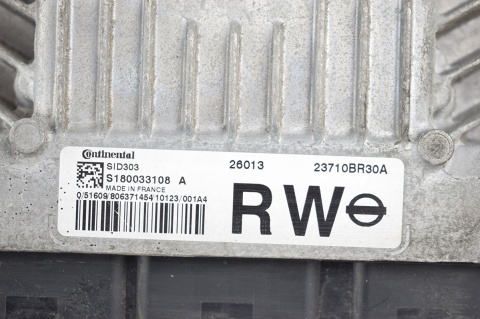 Continental
SID303
S180033108 A
MADE IN FRANCE
0/51609/806371454/10123/001A4
26013
23710BR30A
RW